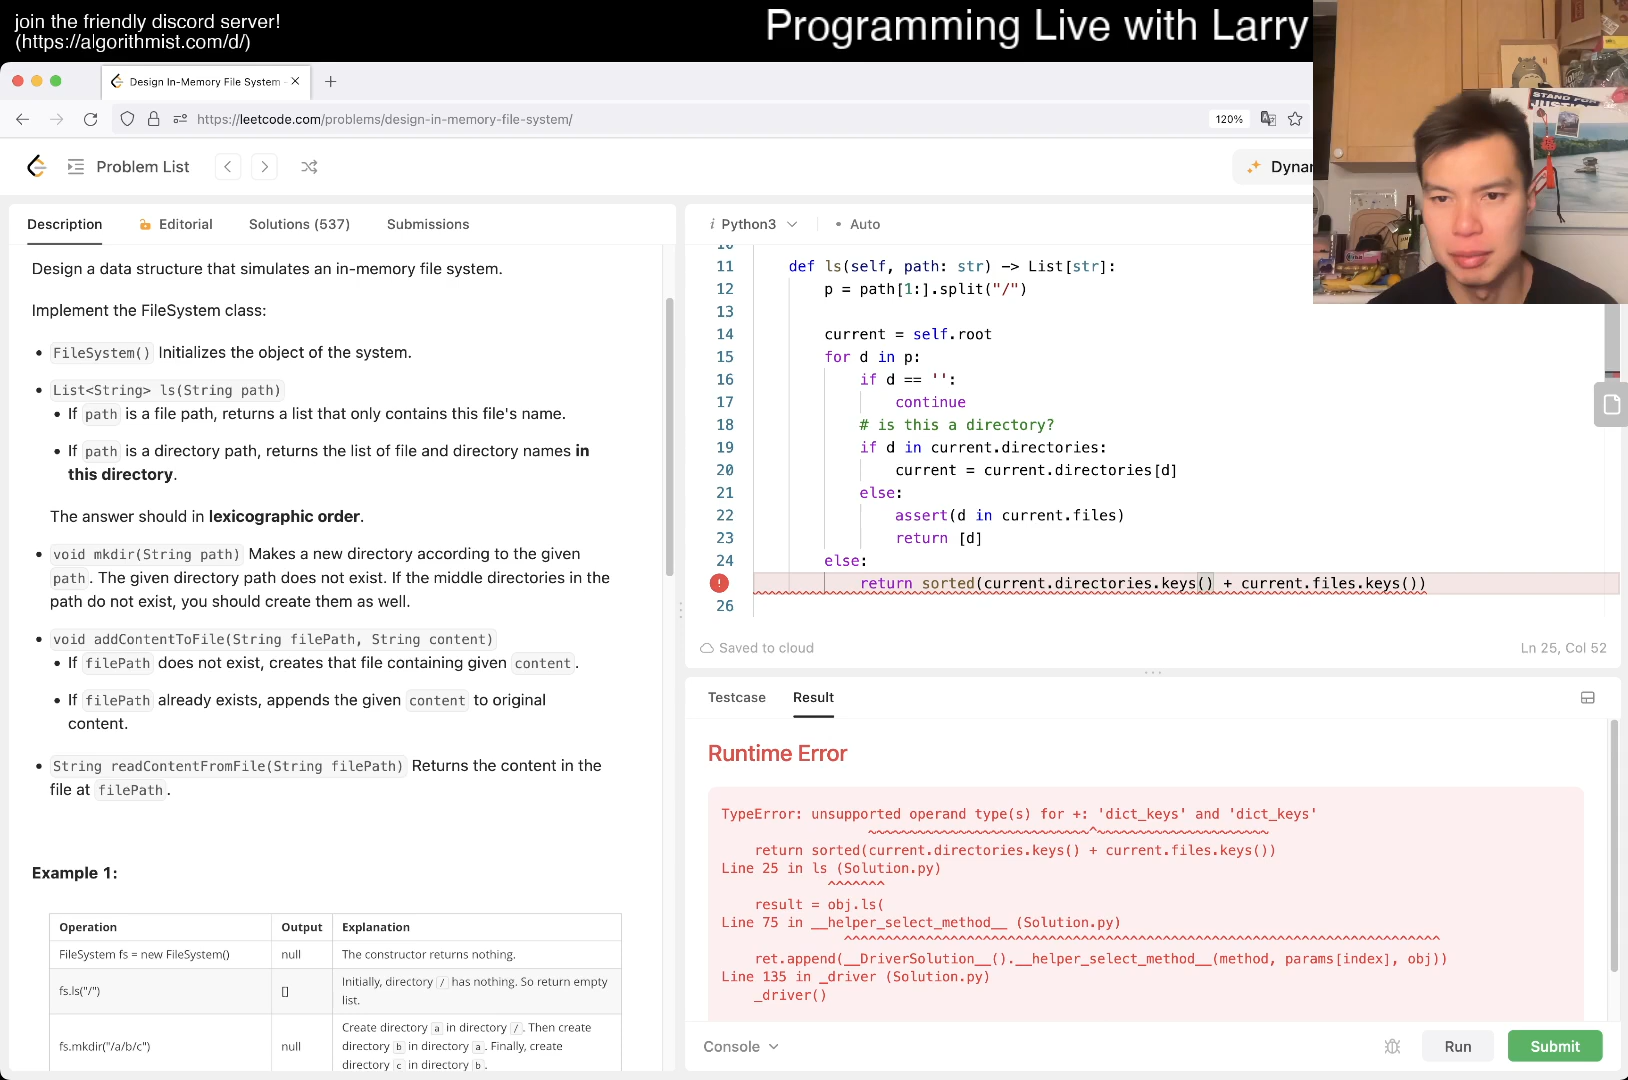 join the friendly discord server!
(https://algorithmist.com/d/)
Programming Live with Larry
Design In-Memory File System -
https://leetcode.com/problems/design-in-memory-file-system/
120%
STAND FOR
Problem List
Dynam
Description
Editorial
Solutions (537)
Submissions
Design a data structure that simulates an in-memory file system.
Implement the FileSystem class:
• FileSystem() Initializes the object of the system.
• List<String> ls(String path)
• If path is a file path, returns a list that only contains this file's name.
• If path is a directory path, returns the list of file and directory names in
this directory.
The answer should in lexicographic order.
• void mkdir(String path) Makes a new directory according to the given
path. The given directory path does not exist. If the middle directories in the
path do not exist, you should create them as well.
• void addContentToFile(String filePath, String content)
• If filePath does not exist, creates that file containing given content.
• If filePath already exists, appends the given content to original
content.
• String readContentFromFile(String filePath) Returns the content in the
file at filePath.
Example 1:
Operation Output Explanation
FileSystem fs = new FileSystem() null The constructor returns nothing.
fs.ls("/") [] Initially, directory / has nothing. So return empty
list.
fs.mkdir("/a/b/c") null Create directory a in directory /. Then create
directory b in directory a. Finally, create
directory c in directory b.
i Python3 • Auto
10
11 def ls(self, path: str) -> List[str]:
12 p = path[1:].split("/")
13
14 current = self.root
15 for d in p:
16 if d == '':
17 continue
18 # is this a directory?
19 if d in current.directories:
20 current = current.directories[d]
21 else:
22 assert(d in current.files)
23 return [d]
24 else:
return sorted(current.directories.keys() + current.files.keys())
26
Saved to cloud
Ln 25, Col 52
Testcase
Result
Runtime Error
TypeError: unsupported operand type(s) for +: 'dict_keys' and 'dict_keys'
~~~~~~~~~~~~~~~~~~~~~~~~~~~^~~~~~~~~~~~~~~~~~~~~~
return sorted(current.directories.keys() + current.files.keys())
Line 25 in ls (Solution.py)
^^^^^^^
result = obj.ls(
Line 75 in __helper_select_method__ (Solution.py)
^^^^^^^^^^^^^^^^^^^^^^^^^^^^^^^^^^^^^^^^^^^^^^^^^^^^^^^^^^^^^^^^^^^
ret.append(__DriverSolution__().__helper_select_method__(method, params[index], obj))
Line 135 in _driver (Solution.py)
_driver()
Console
Run
Submit